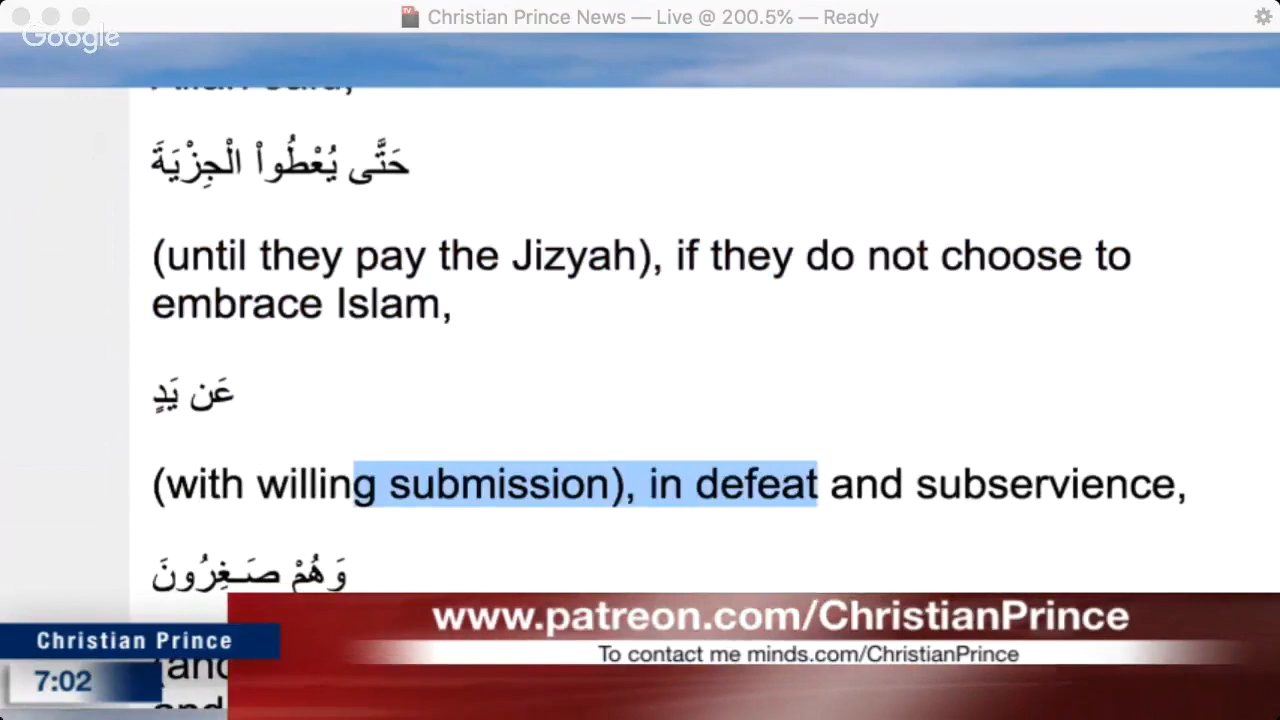 Christian Prince News — Live @ 200.5% — Ready
Google
حَتَّى يُعْطُواْ الْجِزْيَةَ
(until they pay the Jizyah), if they do not choose to
embrace Islam,
عَن يَدٍ
(with willing submission), in defeat and subservience,
وَهُمْ صَـغِرُونَ
www.patreon.com/ChristianPrince
Christian Prince
To contact me minds.com/ChristianPrince
7:02